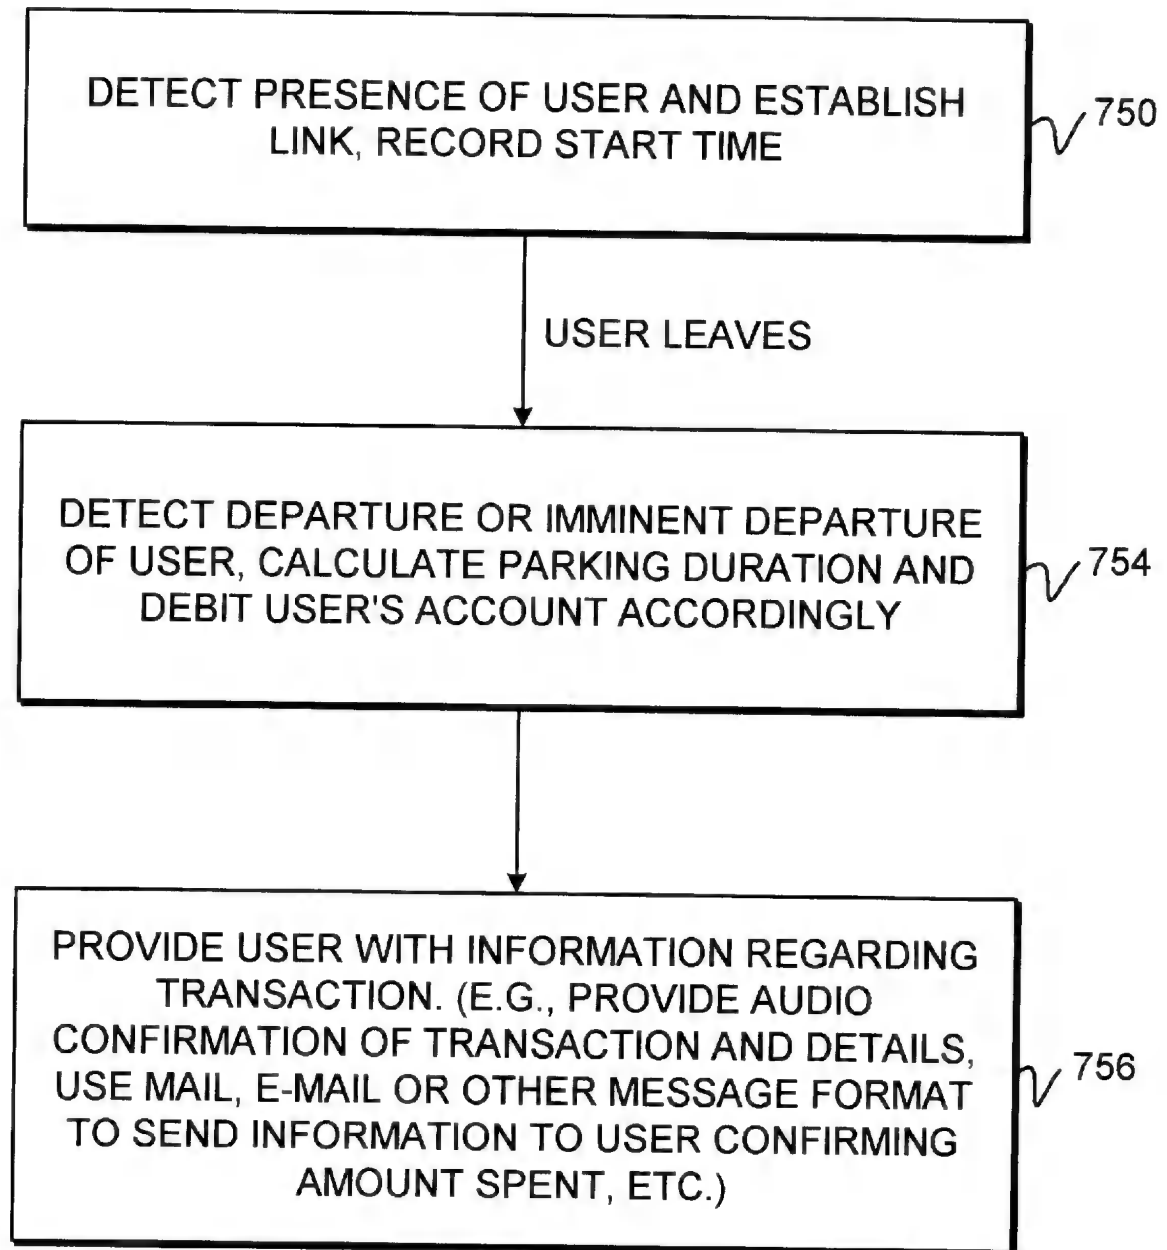 DETECT PRESENCE OF USER AND ESTABLISH
LINK, RECORD START TIME
750
USER LEAVES
DETECT DEPARTURE OR IMMINENT DEPARTURE
OF USER, CALCULATE PARKING DURATION AND
DEBIT USER'S ACCOUNT ACCORDINGLY
754
PROVIDE USER WITH INFORMATION REGARDING
TRANSACTION. (E.G., PROVIDE AUDIO
CONFIRMATION OF TRANSACTION AND DETAILS,
USE MAIL, E-MAIL OR OTHER MESSAGE FORMAT
TO SEND INFORMATION TO USER CONFIRMING
AMOUNT SPENT, ETC.)
756